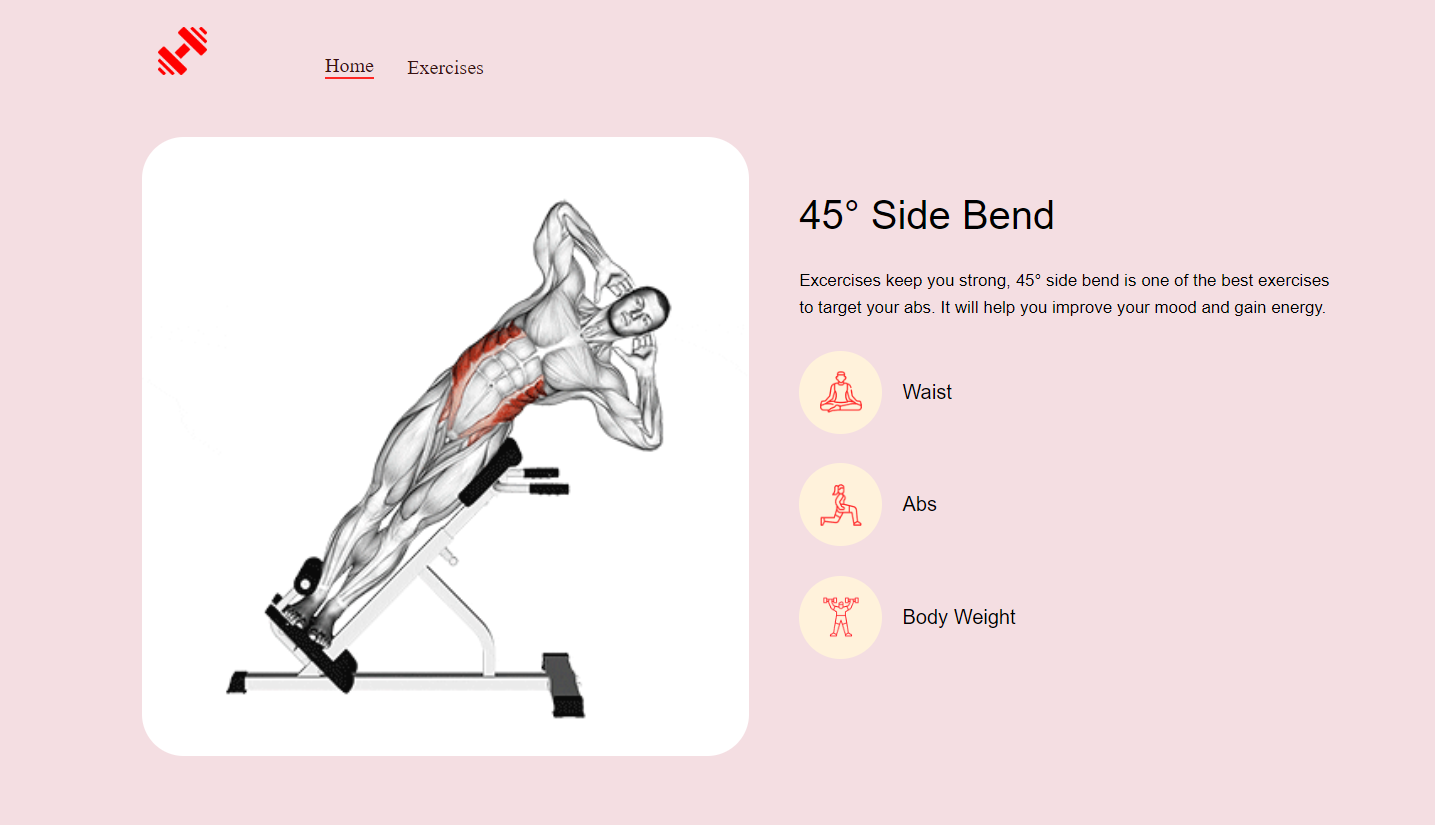 Home
Exercises
45° Side Bend
Excercises keep you strong, 45° side bend is one of the best exercises
to target your abs. It will help you improve your mood and gain energy.
Waist
Abs
Body Weight